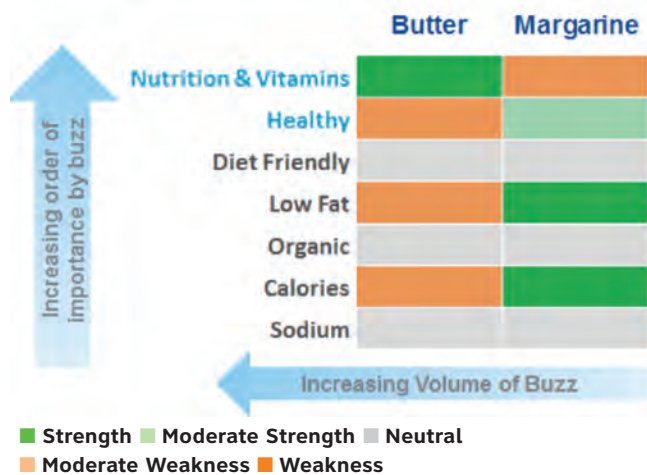 Butter Margarine
Nutrition & Vitamins
Healthy
Diet Friendly
Low Fat
Organic
Calories
Sodium
Increasing order of
importance by buzz
Increasing Volume of Buzz
Strength Moderate Strength Neutral
Moderate Weakness Weakness